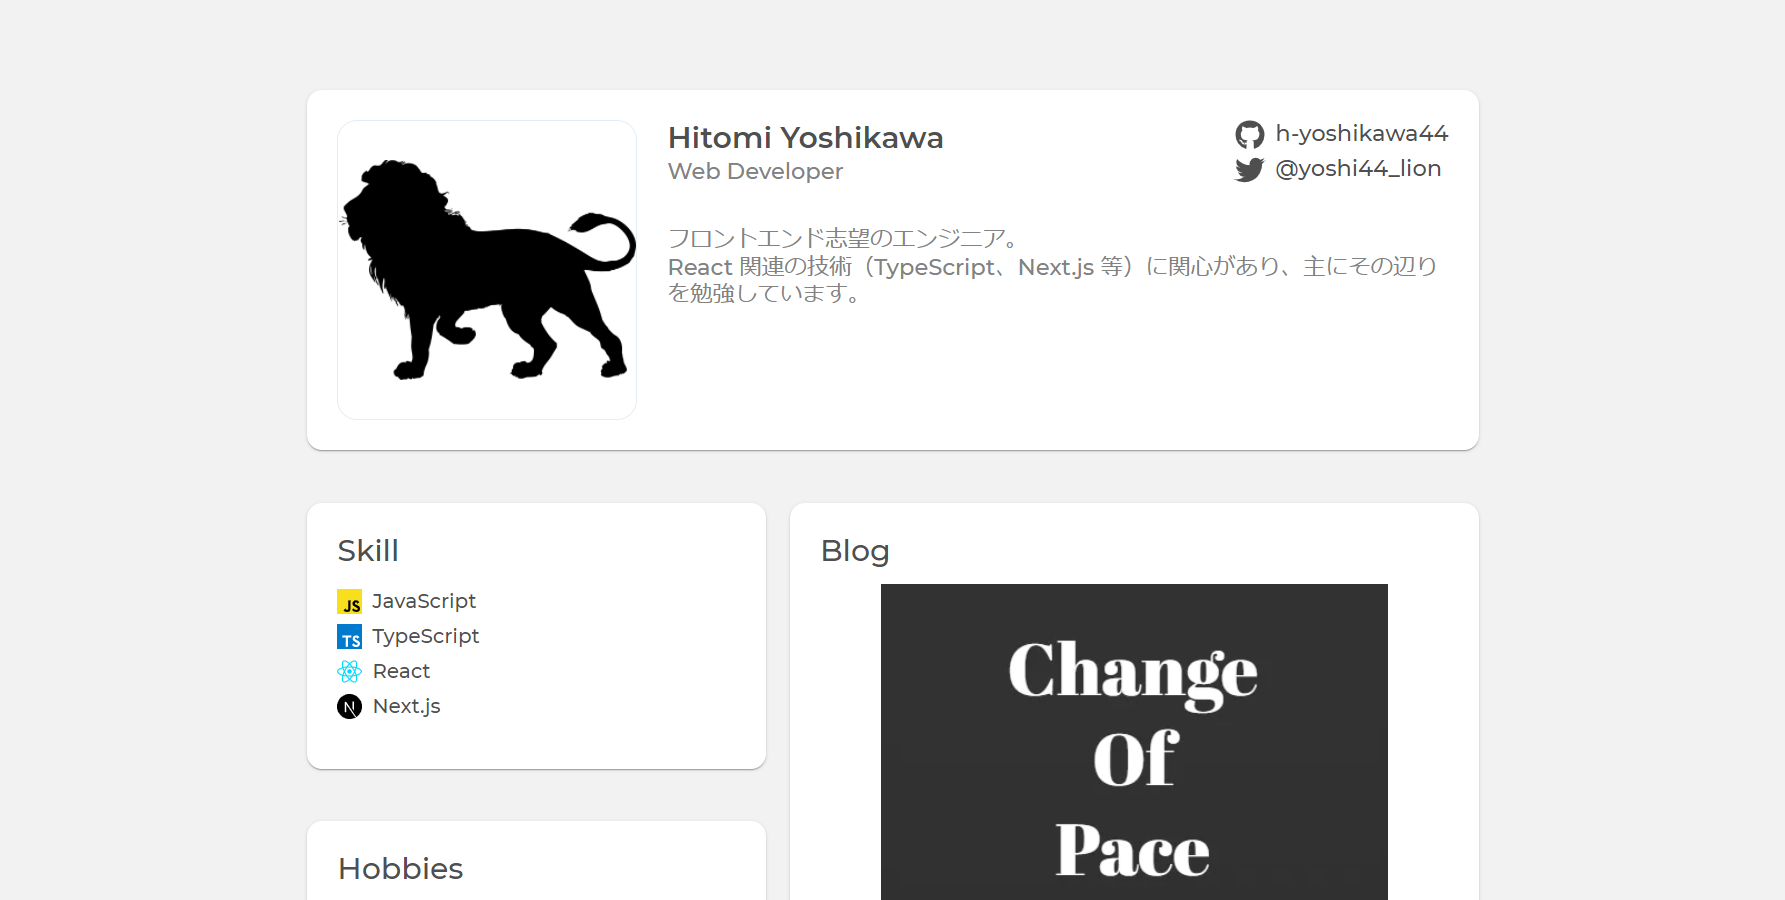 Hitomi Yoshikawa
Web Developer
h-yoshikawa44
@yoshi44_lion
フロントエンド志望のエンジニア。
React 関連の技術（TypeScript、Next.js 等）に関心があり、主にその辺り
を勉強しています。
Skill
JS JavaScript
TS TypeScript
React
N Next.js
Hobbies
Blog
Change
Of
Pace